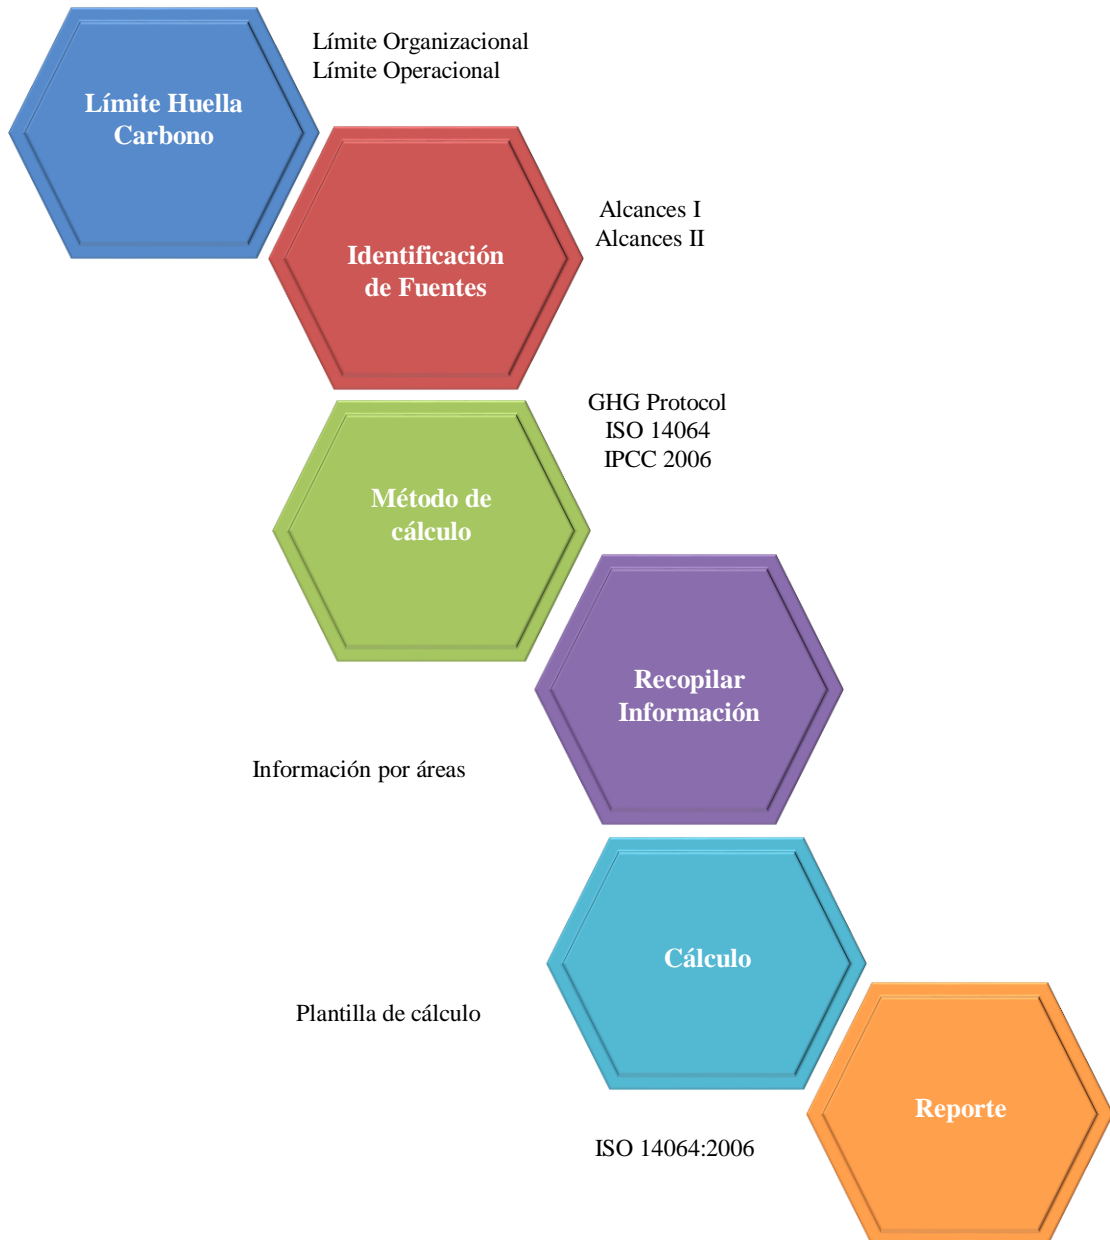 Límite Organizacional
Límite Operacional
Límite Huella
Carbono
Alcances I
Alcances II
Identificación
de Fuentes
GHG Protocol
ISO 14064
IPCC 2006
Método de
cálculo
Recopilar
Información
Información por áreas
Cálculo
Plantilla de cálculo
Reporte
ISO 14064:2006